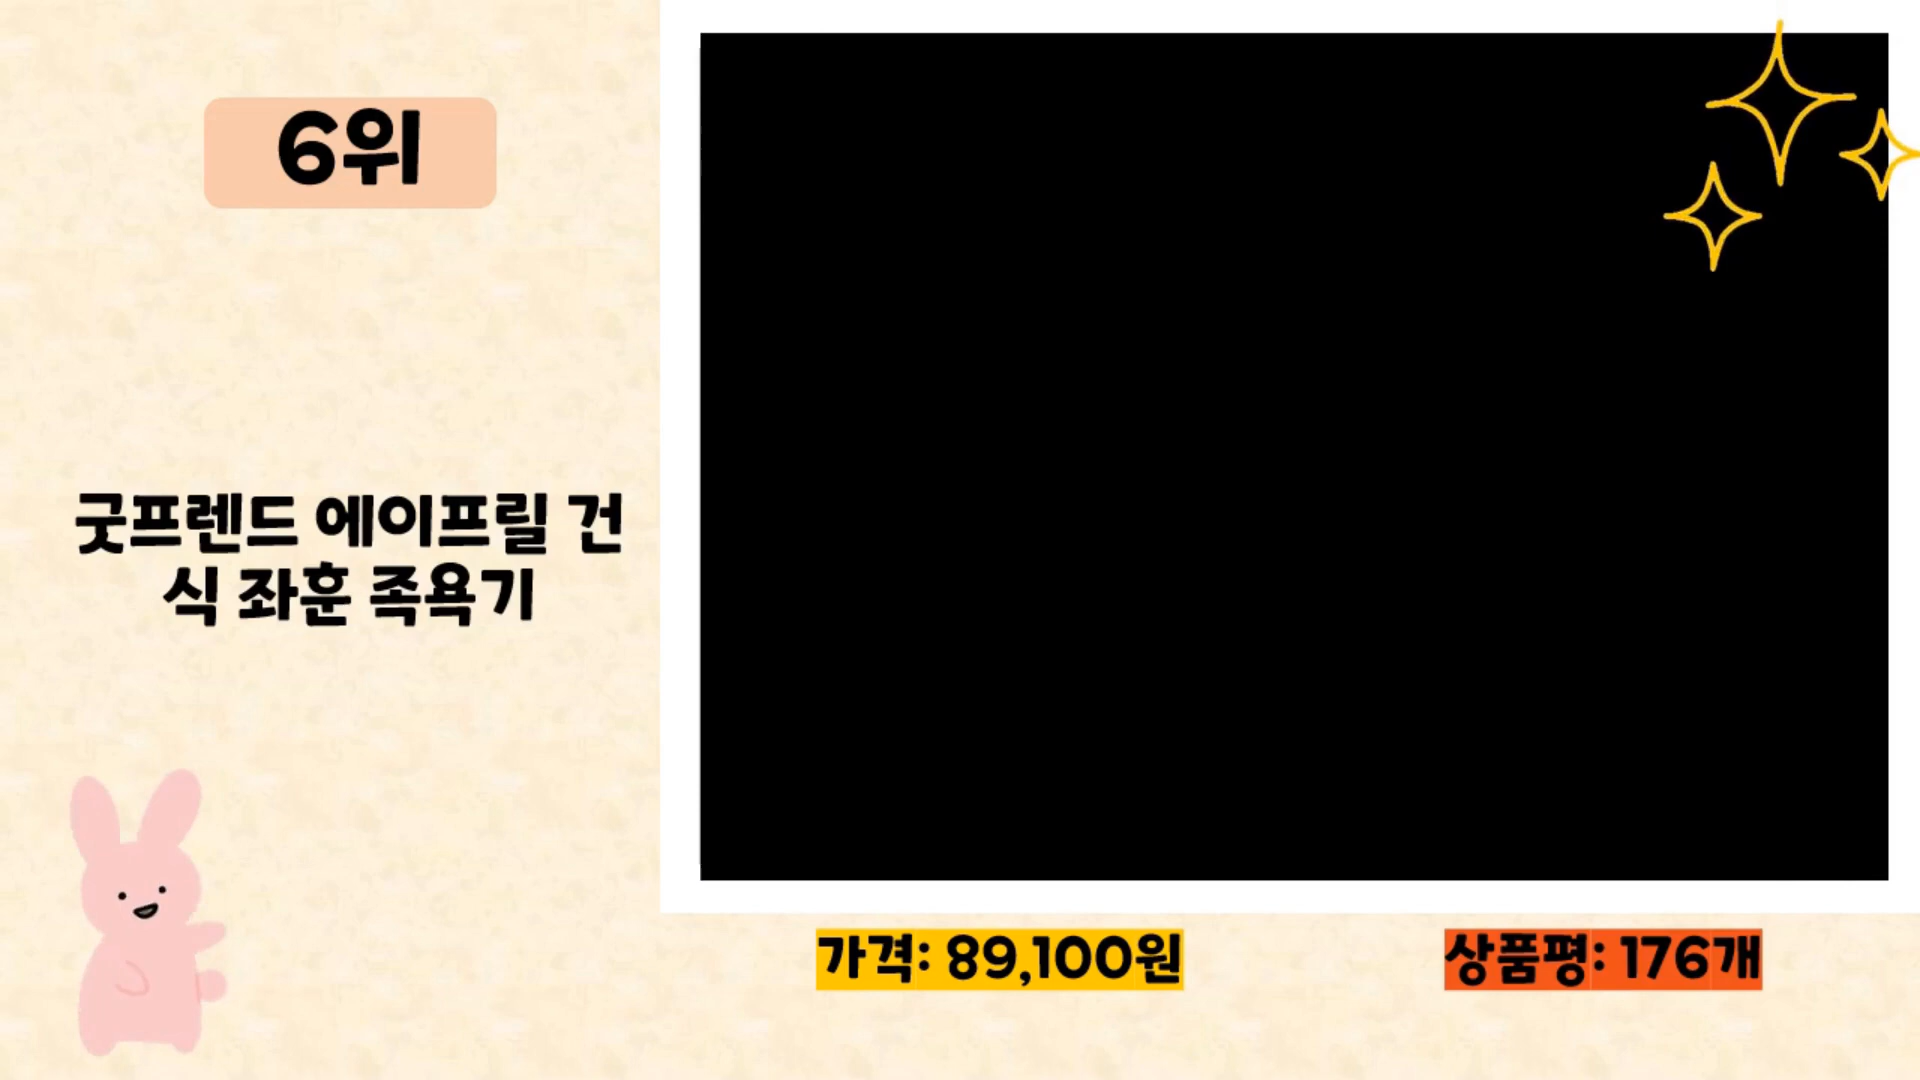 6위
굿프렌드 에이프릴 건
식 좌훈 족욕기
가격: 89,100원
상품평: 176개